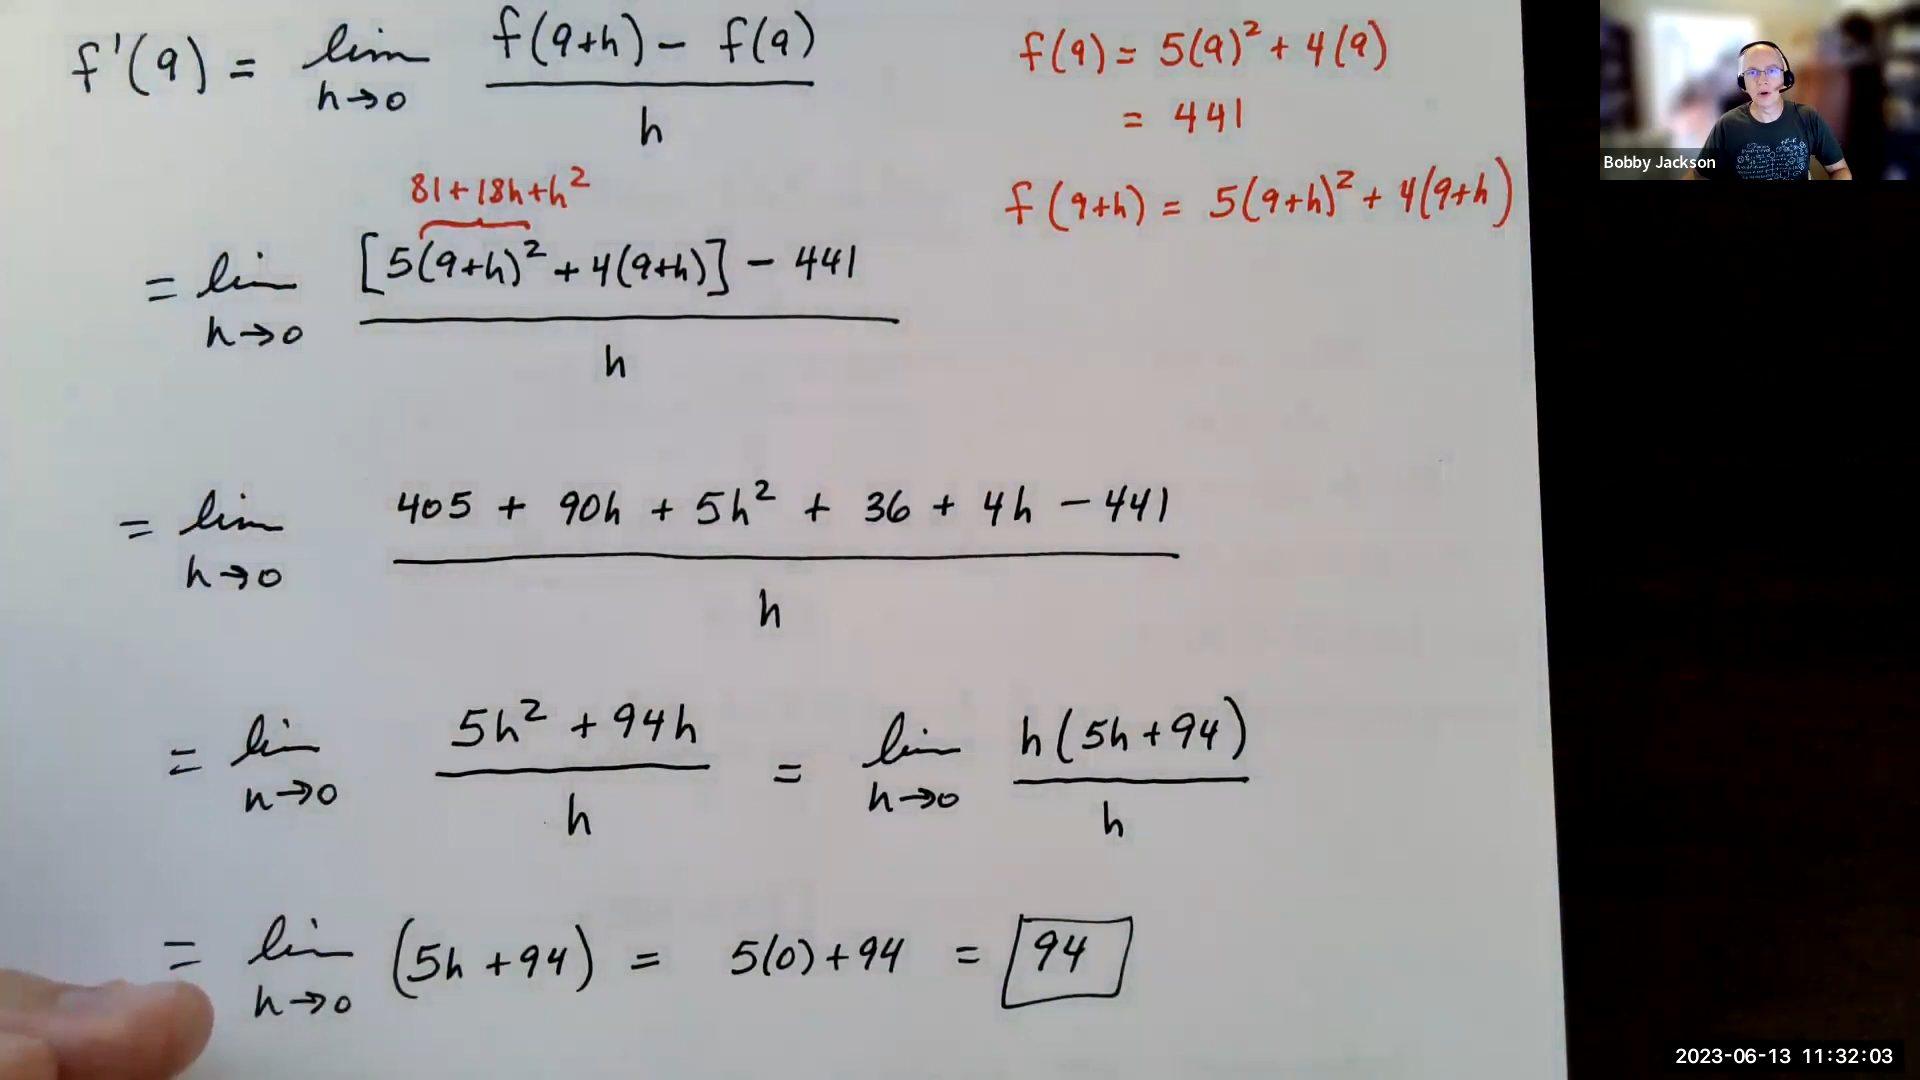 f'(9) = lim h→0 f(9+h) - f(9) / h
f(9) = 5(9)² + 4(9)
= 441
f(9+h) = 5(9+h)² + 4(9+h)
81+18h+h²
= lim h→0 [5(9+h)² + 4(9+h)] - 441 / h
= lim h→0 405 + 90h + 5h² + 36 + 4h - 441 / h
= lim h→0 5h² + 94h / h = lim h→0 h(5h+94) / h
= lim h→0 (5h+94) = 5(0)+94 = 94
Bobby Jackson
2023-06-13 11:32:03